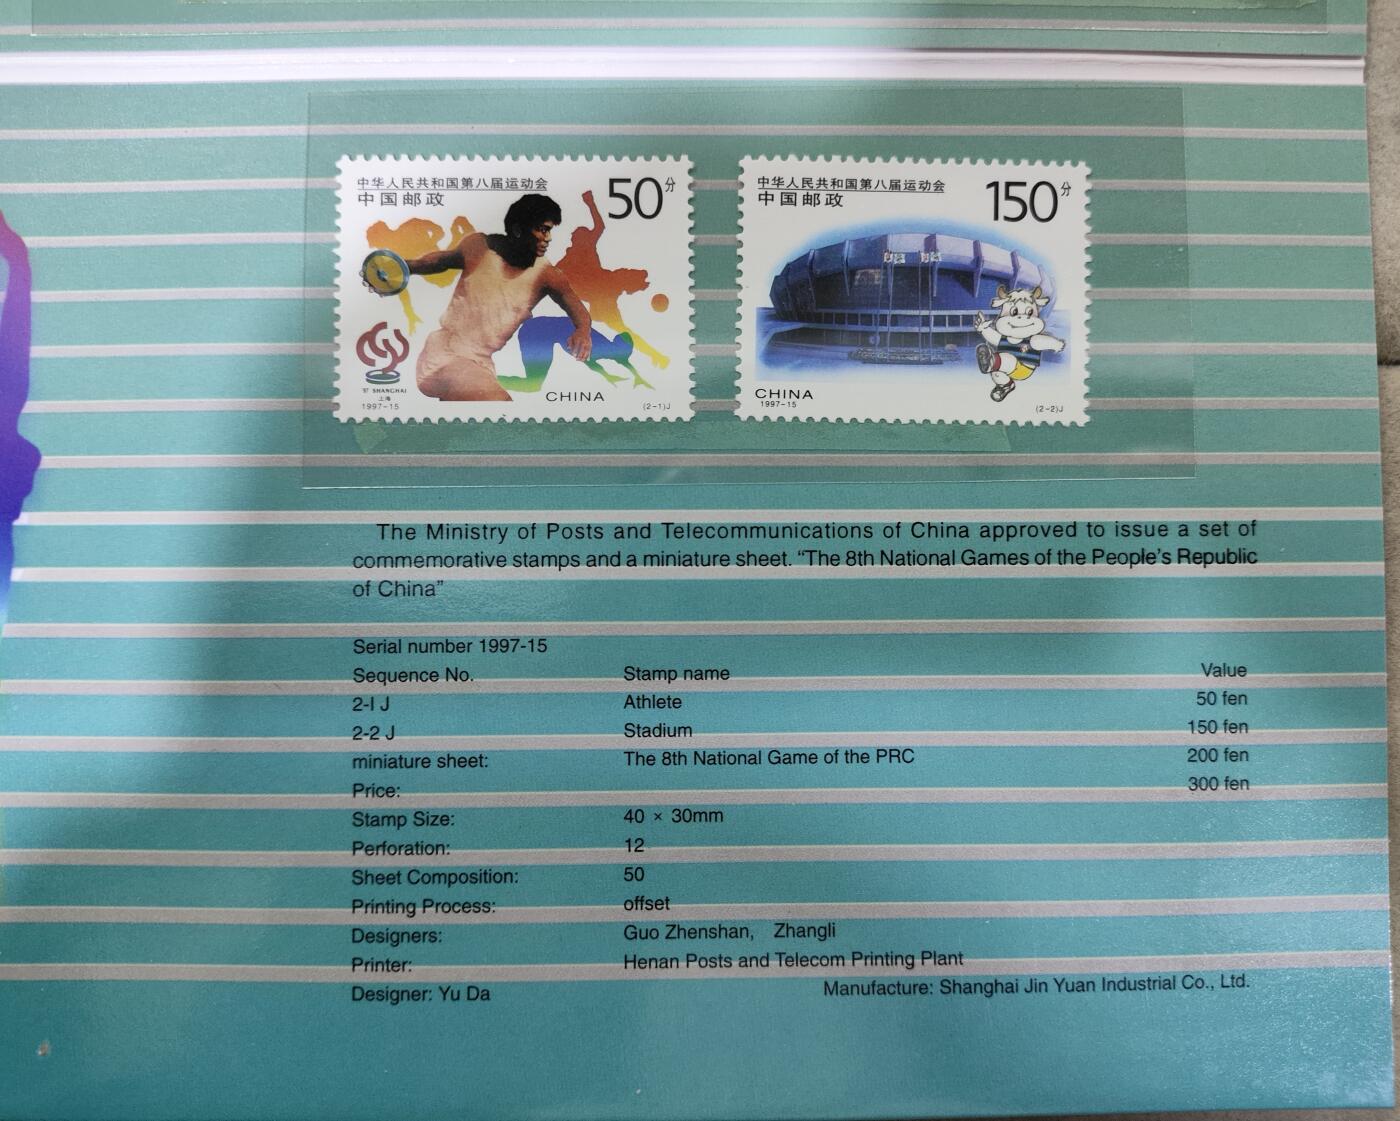 中华人民共和国第八届运动会
中国邮政
50分
'97 SHANGHAI
上海
1997-15
CHINA
(2-1)J
中华人民共和国第八届运动会
中国邮政
150分
CHINA
1997-15
(2-2)J
The Ministry of Posts and Telecommunications of China approved to issue a set of
commemorative stamps and a miniature sheet. “The 8th National Games of the People’s Republic
of China”
Serial number 1997-15
Sequence No. Stamp name Value
2-I J Athlete 50 fen
2-2 J Stadium 150 fen
miniature sheet: The 8th National Game of the PRC 200 fen
Price: 300 fen
Stamp Size: 40 × 30mm
Perforation: 12
Sheet Composition: 50
Printing Process: offset
Designers: Guo Zhenshan, Zhangli
Printer: Henan Posts and Telecom Printing Plant
Designer: Yu Da Manufacture: Shanghai Jin Yuan Industrial Co., Ltd.